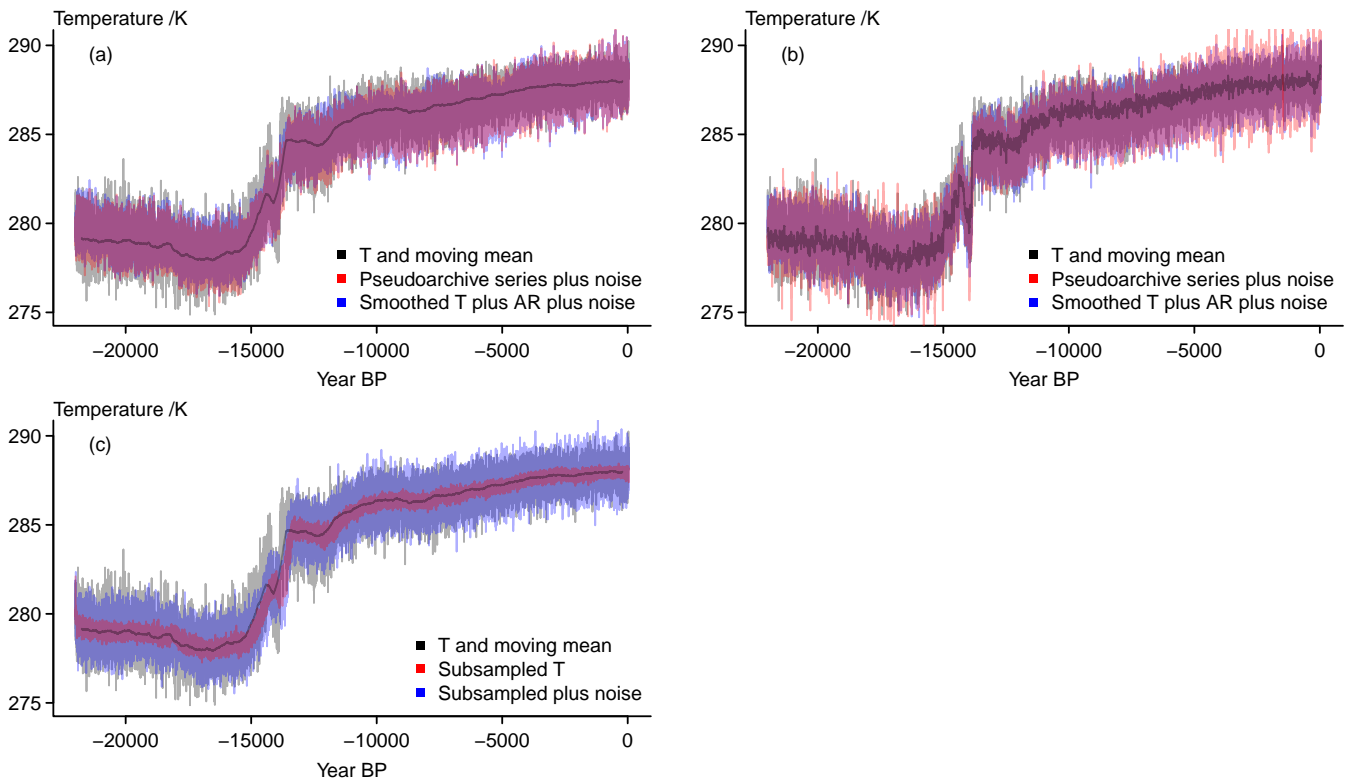 Temperature /K
(a)
290
285
280
275
T and moving mean
Pseudoarchive series plus noise
Smoothed T plus AR plus noise
−20000 −15000 −10000 −5000 0
Year BP
Temperature /K
(b)
290
285
280
275
T and moving mean
Pseudoarchive series plus noise
Smoothed T plus AR plus noise
−20000 −15000 −10000 −5000 0
Year BP
Temperature /K
(c)
290
285
280
275
T and moving mean
Subsampled T
Subsampled plus noise
−20000 −15000 −10000 −5000 0
Year BP